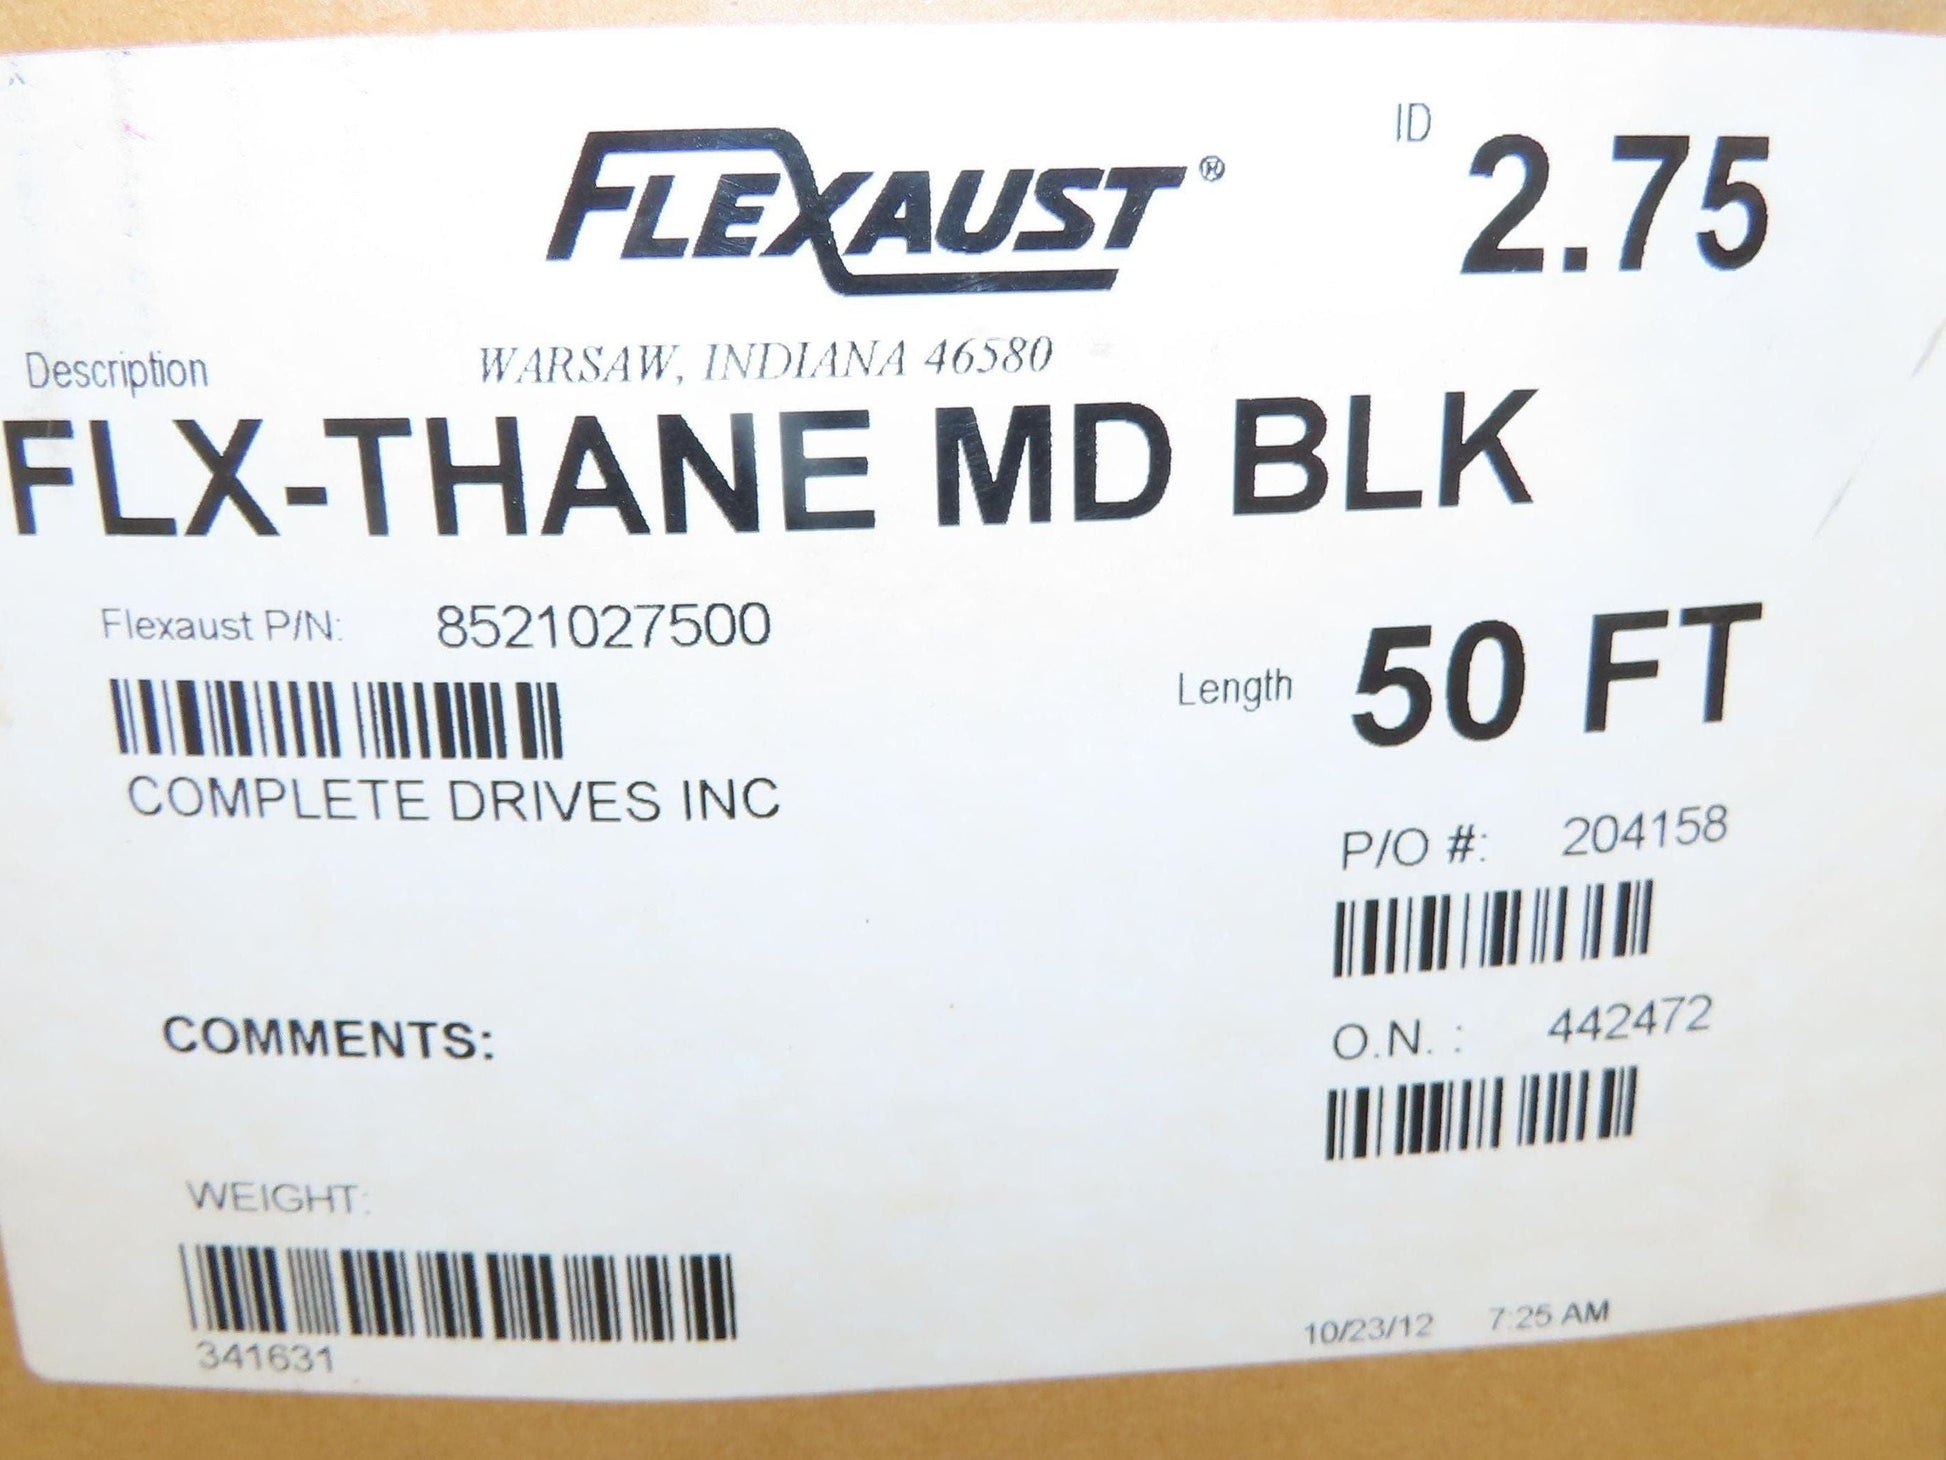 FLEXAUST®
ID 2.75
WARSAW, INDIANA 46580
Description
FLX-THANE MD BLK
Flexaust P/N: 8521027500
Length 50 FT
COMPLETE DRIVES INC
P/O #: 204158
O.N. : 442472
COMMENTS:
WEIGHT:
341631
10/23/12 7:25 AM